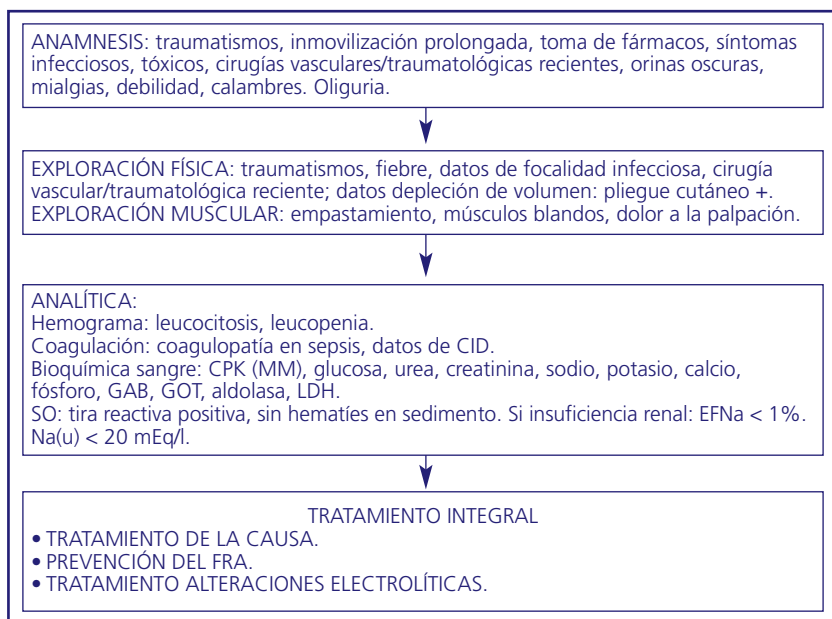 ANAMNESIS: traumatismos, inmovilización prolongada, toma de fármacos, síntomas
infecciosos, tóxicos, cirugías vasculares/traumatológicas recientes, orinas oscuras,
mialgias, debilidad, calambres. Oliguria.
EXPLORACIÓN FÍSICA: traumatismos, fiebre, datos de focalidad infecciosa, cirugía
vascular/traumatológica reciente; datos depleción de volumen: pliegue cutáneo +.
EXPLORACIÓN MUSCULAR: empastamiento, músculos blandos, dolor a la palpación.
ANALÍTICA:
Hemograma: leucocitosis, leucopenia.
Coagulación: coagulopatía en sepsis, datos de CID.
Bioquímica sangre: CPK (MM), glucosa, urea, creatinina, sodio, potasio, calcio,
fósforo, GAB, GOT, aldolasa, LDH.
SO: tira reactiva positiva, sin hematíes en sedimento. Si insuficiencia renal: EFNa < 1%.
Na(u) < 20 mEq/l.
TRATAMIENTO INTEGRAL
• TRATAMIENTO DE LA CAUSA.
• PREVENCIÓN DEL FRA.
• TRATAMIENTO ALTERACIONES ELECTROLÍTICAS.